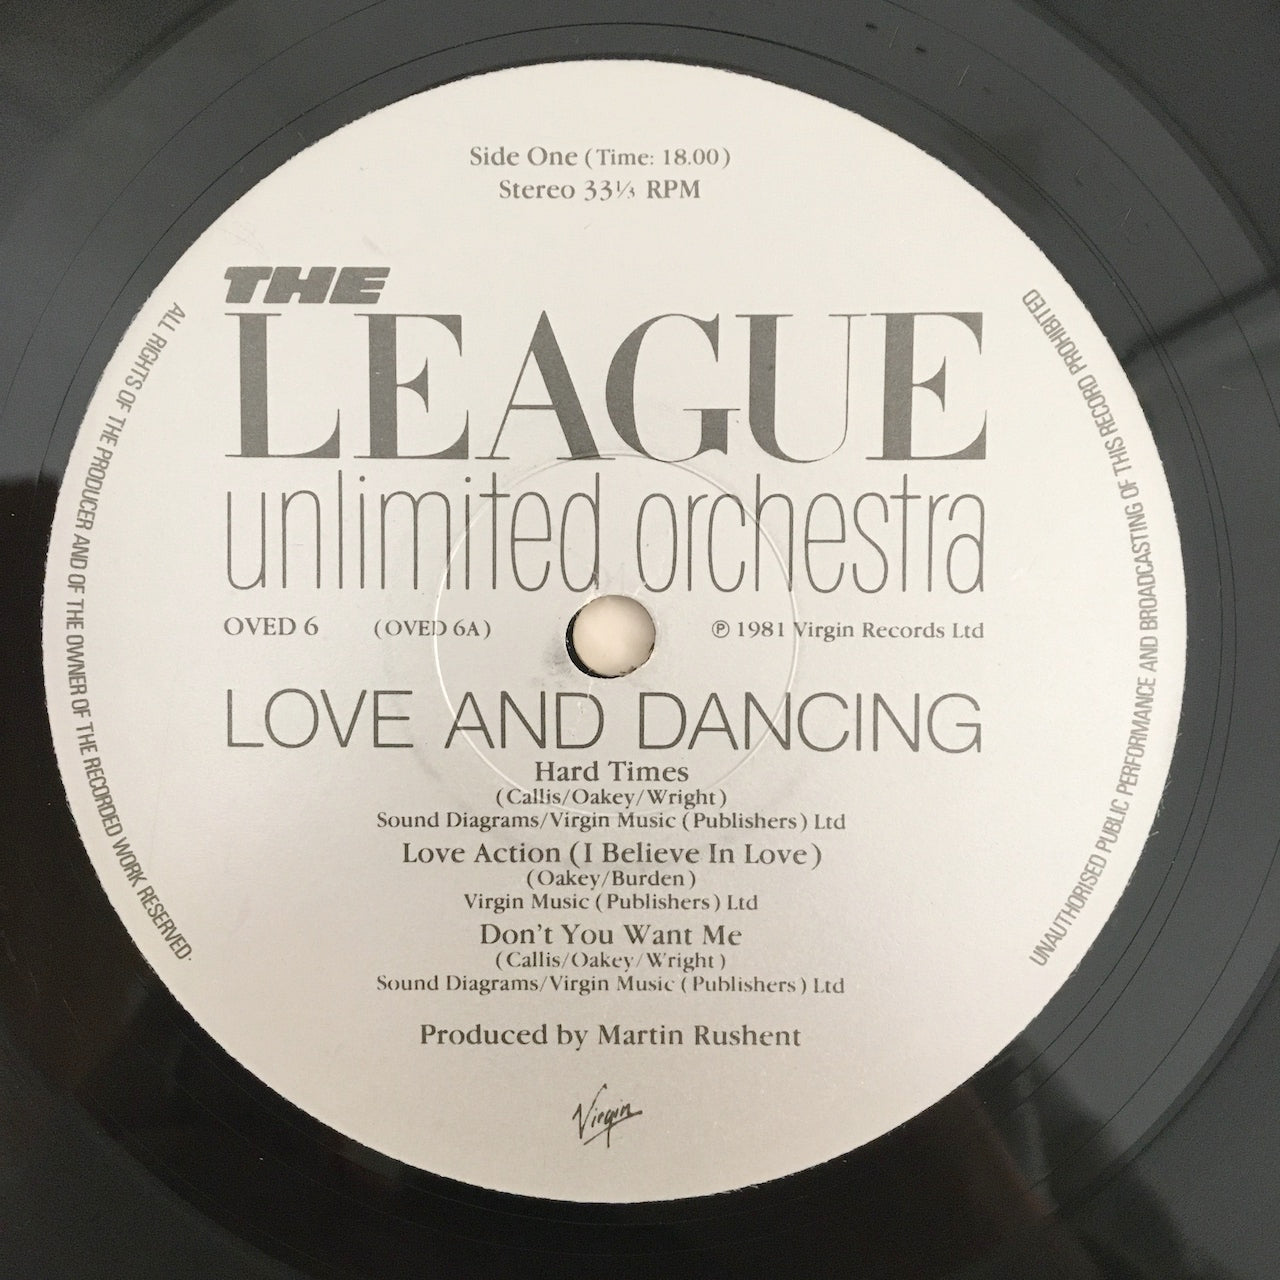 Side One (Time: 18.00)
Stereo 33⅓ RPM
THE
LEAGUE
unlimited orchestra
OVED 6 (OVED 6A) ℗ 1981 Virgin Records Ltd
LOVE AND DANCING
Hard Times
(Callis/Oakey/Wright)
Sound Diagrams/Virgin Music (Publishers) Ltd
Love Action (I Believe In Love)
(Oakey/Burden)
Virgin Music (Publishers) Ltd
Don't You Want Me
(Callis/Oakey/Wright)
Sound Diagrams/Virgin Music (Publishers) Ltd
Produced by Martin Rushent
Virgin
ALL RIGHTS OF THE PRODUCER AND OF THE OWNER OF THE RECORDED WORK RESERVED.
UNAUTHORISED PUBLIC PERFORMANCE AND BROADCASTING OF THIS RECORD PROHIBITED